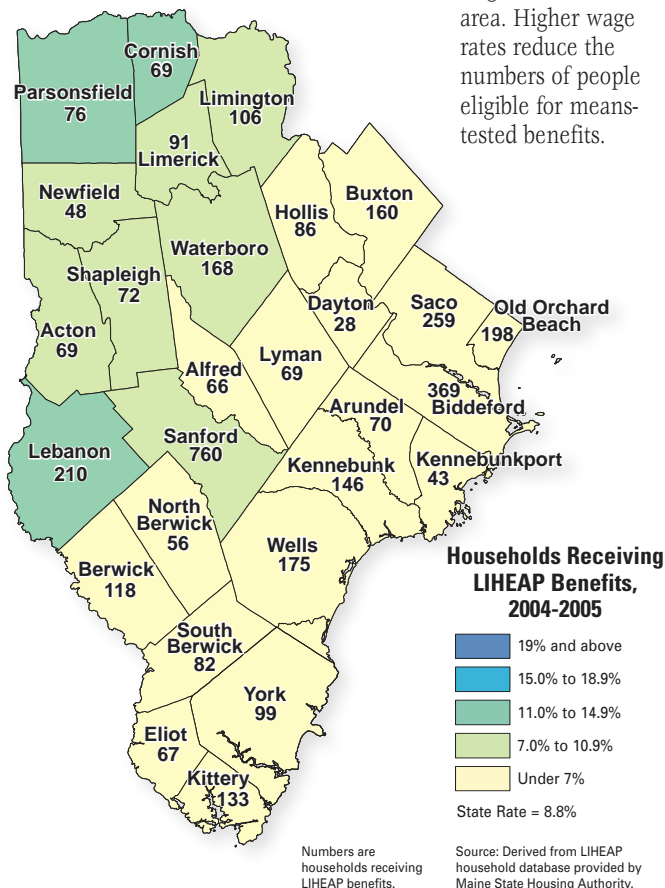 area. Higher wage
rates reduce the
numbers of people
eligible for means-
tested benefits.
Cornish
69
Parsonsfield
76
Limington
106
91
Limerick
Newfield
48
Buxton
160
Hollis
86
Waterboro
168
Shapleigh
72
Dayton
28
Saco
259
Old Orchard
Beach
198
Acton
69
Lyman
69
Alfred
66
369
Biddeford
Arundel
70
Sanford
760
Lebanon
210
Kennebunk
146
Kennebunkport
43
North
Berwick
56
Wells
175
Berwick
118
South
Berwick
82
York
99
Eliot
67
Kittery
133
Households Receiving
LIHEAP Benefits,
2004-2005
19% and above
15.0% to 18.9%
11.0% to 14.9%
7.0% to 10.9%
Under 7%
State Rate = 8.8%
Numbers are
households receiving
LIHEAP benefits.
Source: Derived from LIHEAP
household database provided by
Maine State Housing Authority.